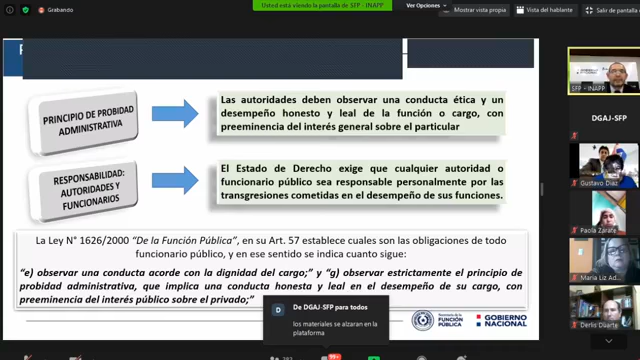 Grabando
Usted está viendo la pantalla de SFP - INAPP
Ver Opciones
Mostrar vista propia
Vista del hablante
Salir de pantalla
PRINCIPIO DE PROBIDAD
ADMINISTRATIVA
Las autoridades deben observar una conducta ética y un
desempeño honesto y leal de la función o cargo, con
preeminencia del interés general sobre el particular
RESPONSABILIDAD:
AUTORIDADES Y
FUNCIONARIOS
El Estado de Derecho exige que cualquier autoridad o
funcionario público sea responsable personalmente por las
transgresiones cometidas en el desempeño de sus funciones.
La Ley N° 1626/2000 “De la Función Pública”, en su Art. 57 establece cuales son las obligaciones de todo
funcionario público, y en ese sentido se indica cuanto sigue:
“e) observar una conducta acorde con la dignidad del cargo;” y “g) observar estrictamente el principio de
probidad administrativa, que implica una conducta honesta y leal en el desempeño de su cargo, con
preeminencia del interés público sobre el privado;”
D
De DGAJ-SFP para todos
los materiales se alzaran en la
plataforma
FUNCIÓN
PÚBLICA
GOBIERNO
NACIONAL
SFP - INAPP
DGAJ-SFP
Gustavo Diaz
Paola Zarate
María Liz Ad...
Derlis Duarte
283
99+